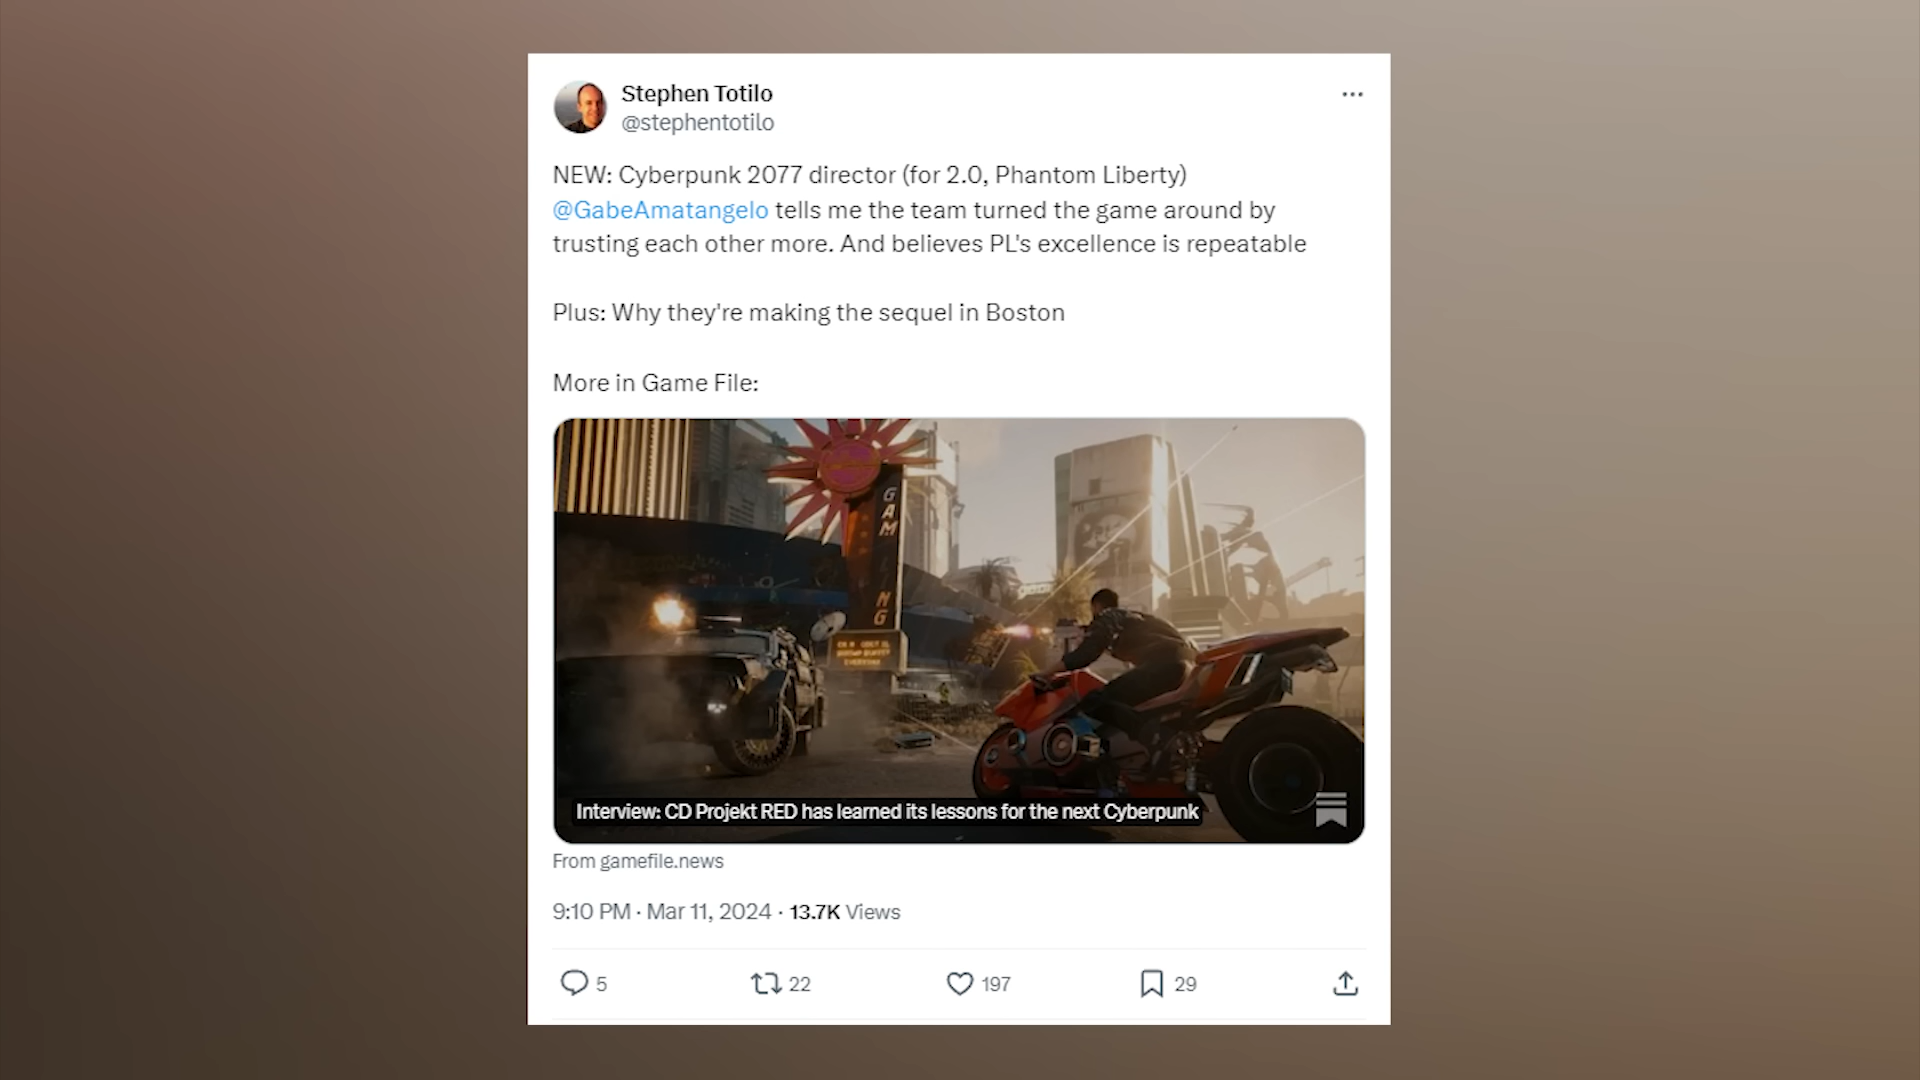 Stephen Totilo
@stephentotilo
NEW: Cyberpunk 2077 director (for 2.0, Phantom Liberty)
@GabeAmatangelo tells me the team turned the game around by
trusting each other more. And believes PL's excellence is repeatable
Plus: Why they're making the sequel in Boston
More in Game File:
GAMLING
Interview: CD Projekt RED has learned its lessons for the next Cyberpunk
From gamefile.news
9:10 PM · Mar 11, 2024 · 13.7K Views
5 22 197 29